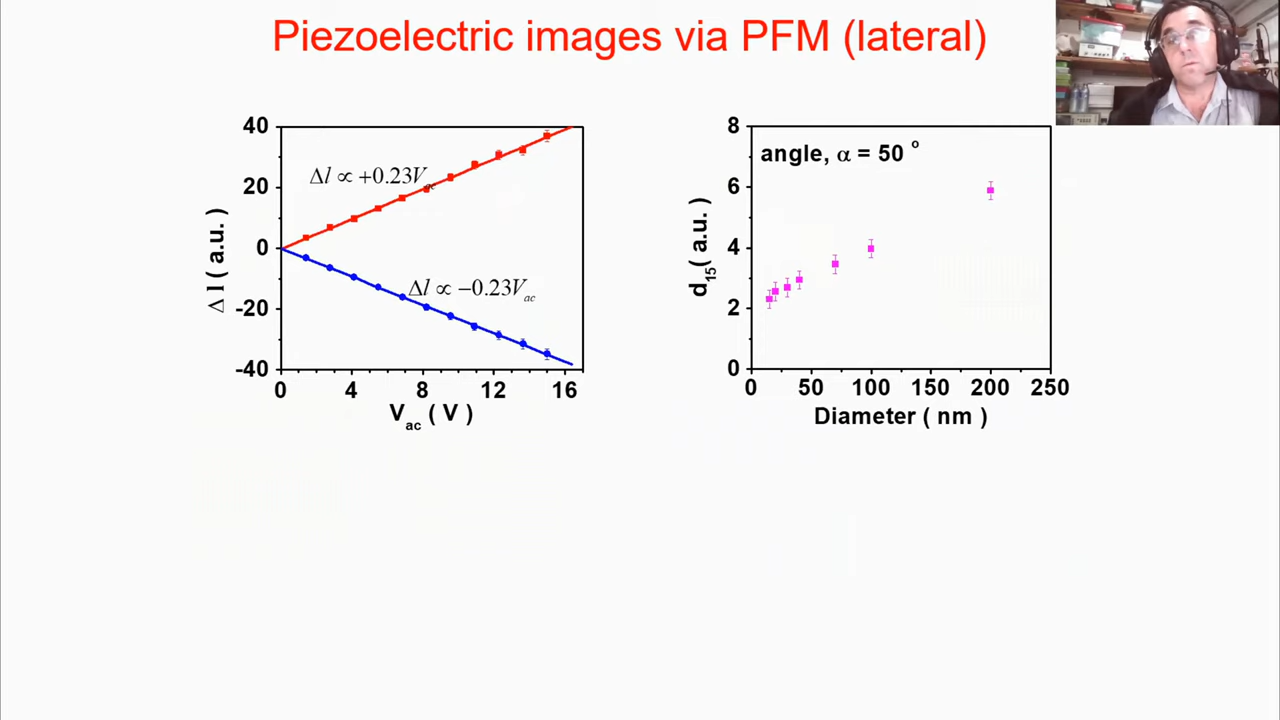 Piezoelectric images via PFM (lateral)
40
20
0
-20
-40
Δ l ( a.u. )
Δl ∝ +0.23Vac
Δl ∝ −0.23Vac
0 4 8 12 16
Vac ( V )
8
6
4
2
0
d15( a.u. )
angle, α = 50 °
0 50 100 150 200 250
Diameter ( nm )